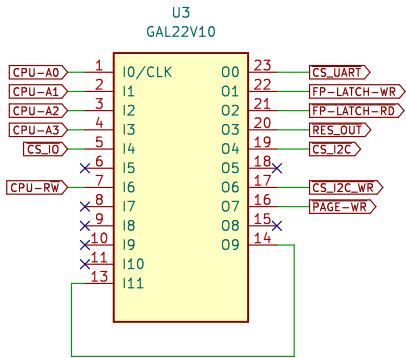 U3
GAL22V10
CPU-A0 1 I0/CLK O0 23 CS_UART
CPU-A1 2 I1 O1 22 FP-LATCH-WR
CPU-A2 3 I2 O2 21 FP-LATCH-RD
CPU-A3 4 I3 O3 20 RES_OUT
CS_IO 5 I4 O4 19 CS_I2C
6 I5 O5 18
CPU-RW 7 I6 O6 17 CS_I2C_WR
8 I7 O7 16 PAGE-WR
9 I8 O8 15
10 I9 O9 14
11 I10
13 I11